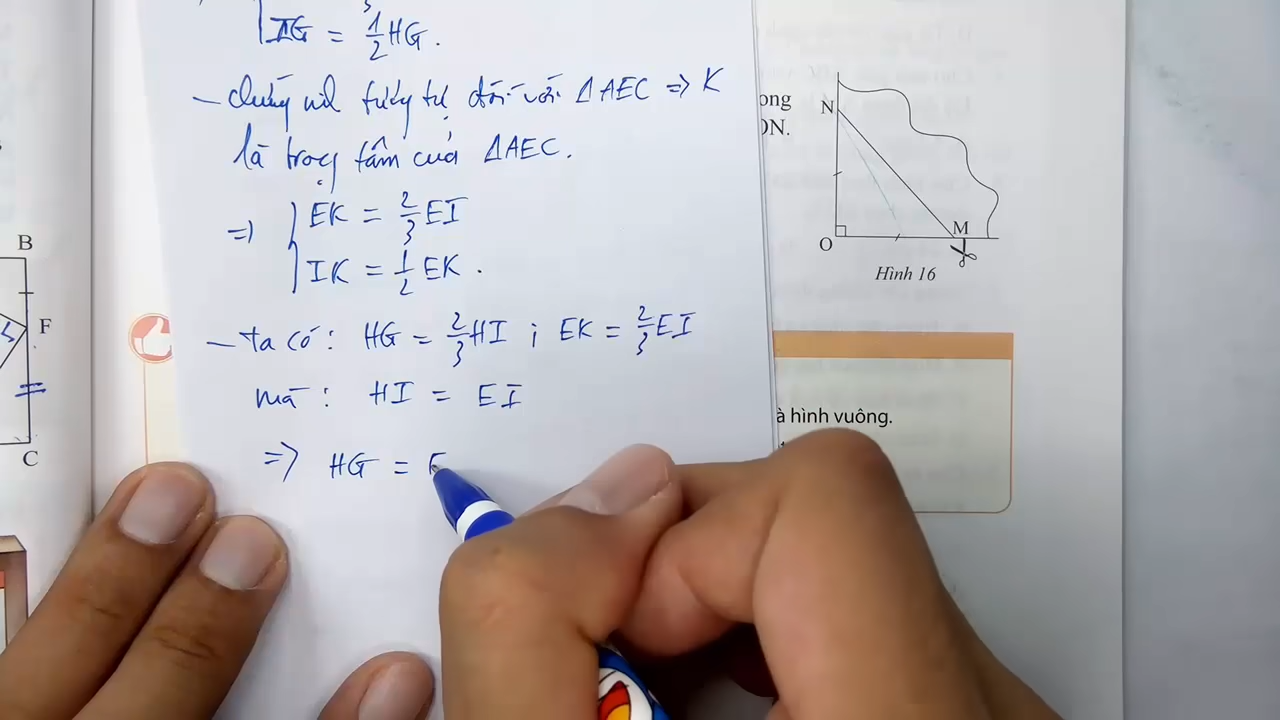 IG = 1/2 HG.
– chứng minh tương tự đối với ΔAEC => K
là trọng tâm của ΔAEC.
=> { EK = 2/3 EI
IK = 1/2 EK.
– ta có: HG = 2/3 HI ; EK = 2/3 EI
mà: HI = EI
=> HG = E
ong
ON.
N
O
M
Hình 16
à hình vuông.
B
F
C